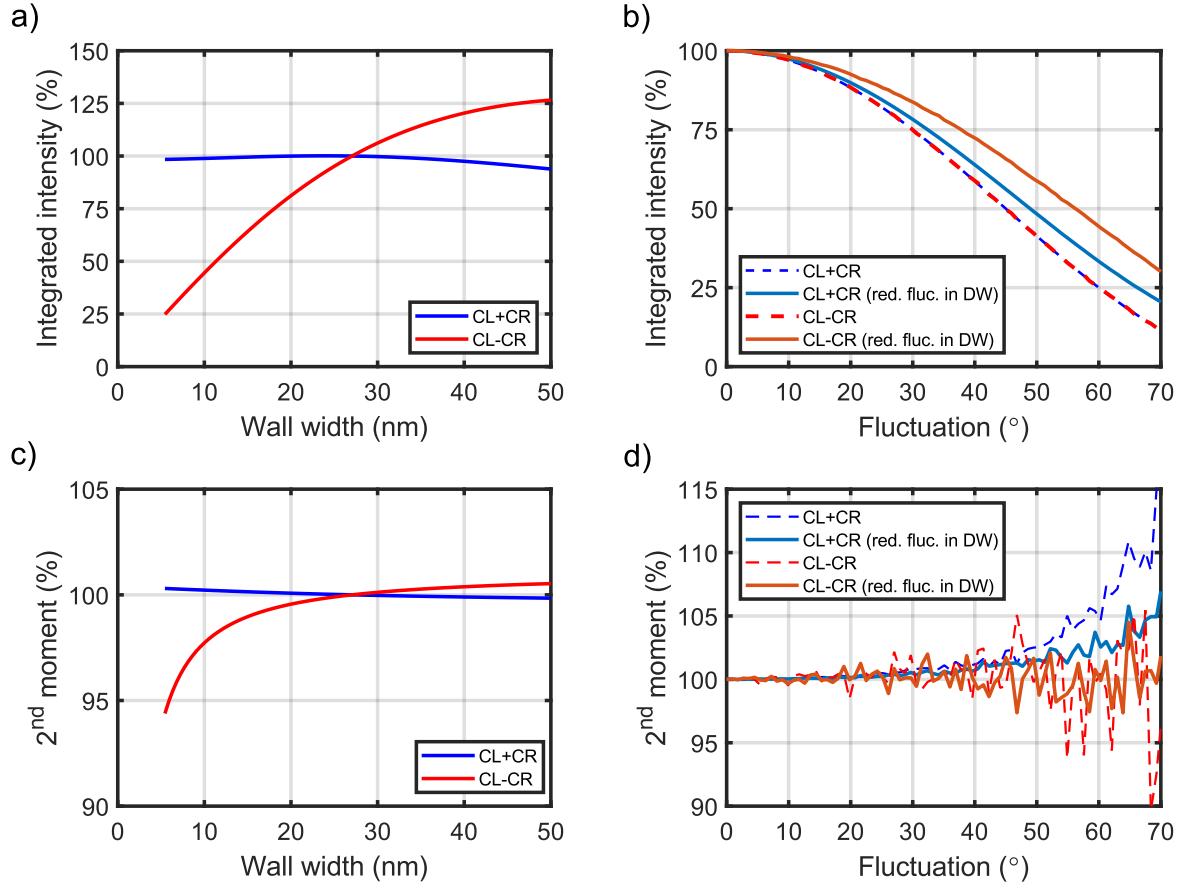 a)
150
125
100
75
50
25
0
Integrated intensity (%)
CL+CR
CL-CR
0 10 20 30 40 50
Wall width (nm)
b)
100
75
50
25
0
Integrated intensity (%)
CL+CR
CL+CR (red. fluc. in DW)
CL-CR
CL-CR (red. fluc. in DW)
0 10 20 30 40 50 60 70
Fluctuation (°)
c)
105
100
95
90
2nd moment (%)
CL+CR
CL-CR
0 10 20 30 40 50
Wall width (nm)
d)
115
110
105
100
95
90
2nd moment (%)
CL+CR
CL+CR (red. fluc. in DW)
CL-CR
CL-CR (red. fluc. in DW)
0 10 20 30 40 50 60 70
Fluctuation (°)